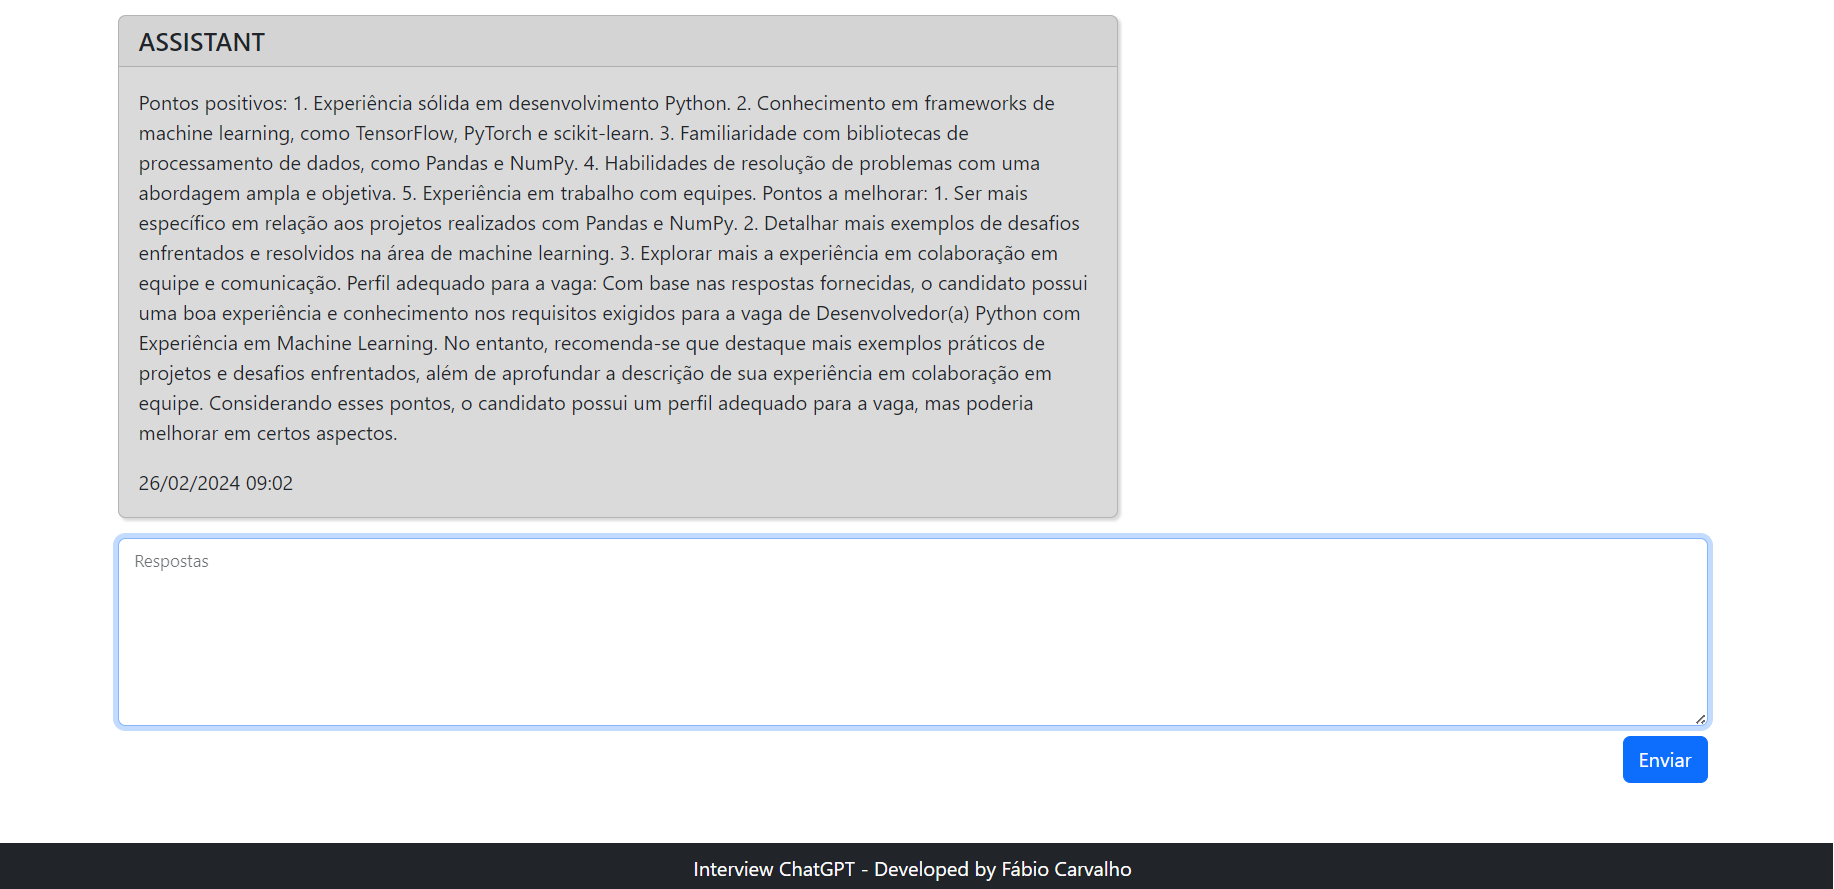 ASSISTANT
Pontos positivos: 1. Experiência sólida em desenvolvimento Python. 2. Conhecimento em frameworks de
machine learning, como TensorFlow, PyTorch e scikit-learn. 3. Familiaridade com bibliotecas de
processamento de dados, como Pandas e NumPy. 4. Habilidades de resolução de problemas com uma
abordagem ampla e objetiva. 5. Experiência em trabalho com equipes. Pontos a melhorar: 1. Ser mais
específico em relação aos projetos realizados com Pandas e NumPy. 2. Detalhar mais exemplos de desafios
enfrentados e resolvidos na área de machine learning. 3. Explorar mais a experiência em colaboração em
equipe e comunicação. Perfil adequado para a vaga: Com base nas respostas fornecidas, o candidato possui
uma boa experiência e conhecimento nos requisitos exigidos para a vaga de Desenvolvedor(a) Python com
Experiência em Machine Learning. No entanto, recomenda-se que destaque mais exemplos práticos de
projetos e desafios enfrentados, além de aprofundar a descrição de sua experiência em colaboração em
equipe. Considerando esses pontos, o candidato possui um perfil adequado para a vaga, mas poderia
melhorar em certos aspectos.
26/02/2024 09:02
Respostas
Enviar
Interview ChatGPT - Developed by Fábio Carvalho